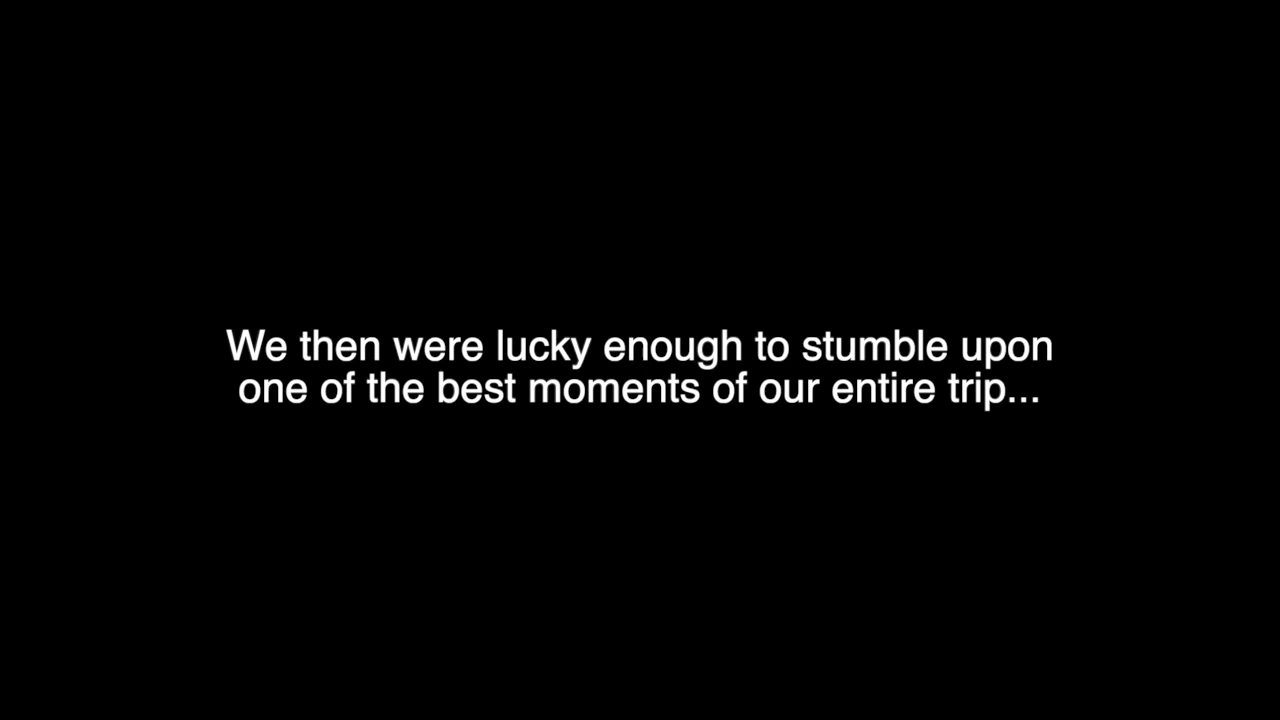 We then were lucky enough to stumble upon
one of the best moments of our entire trip...